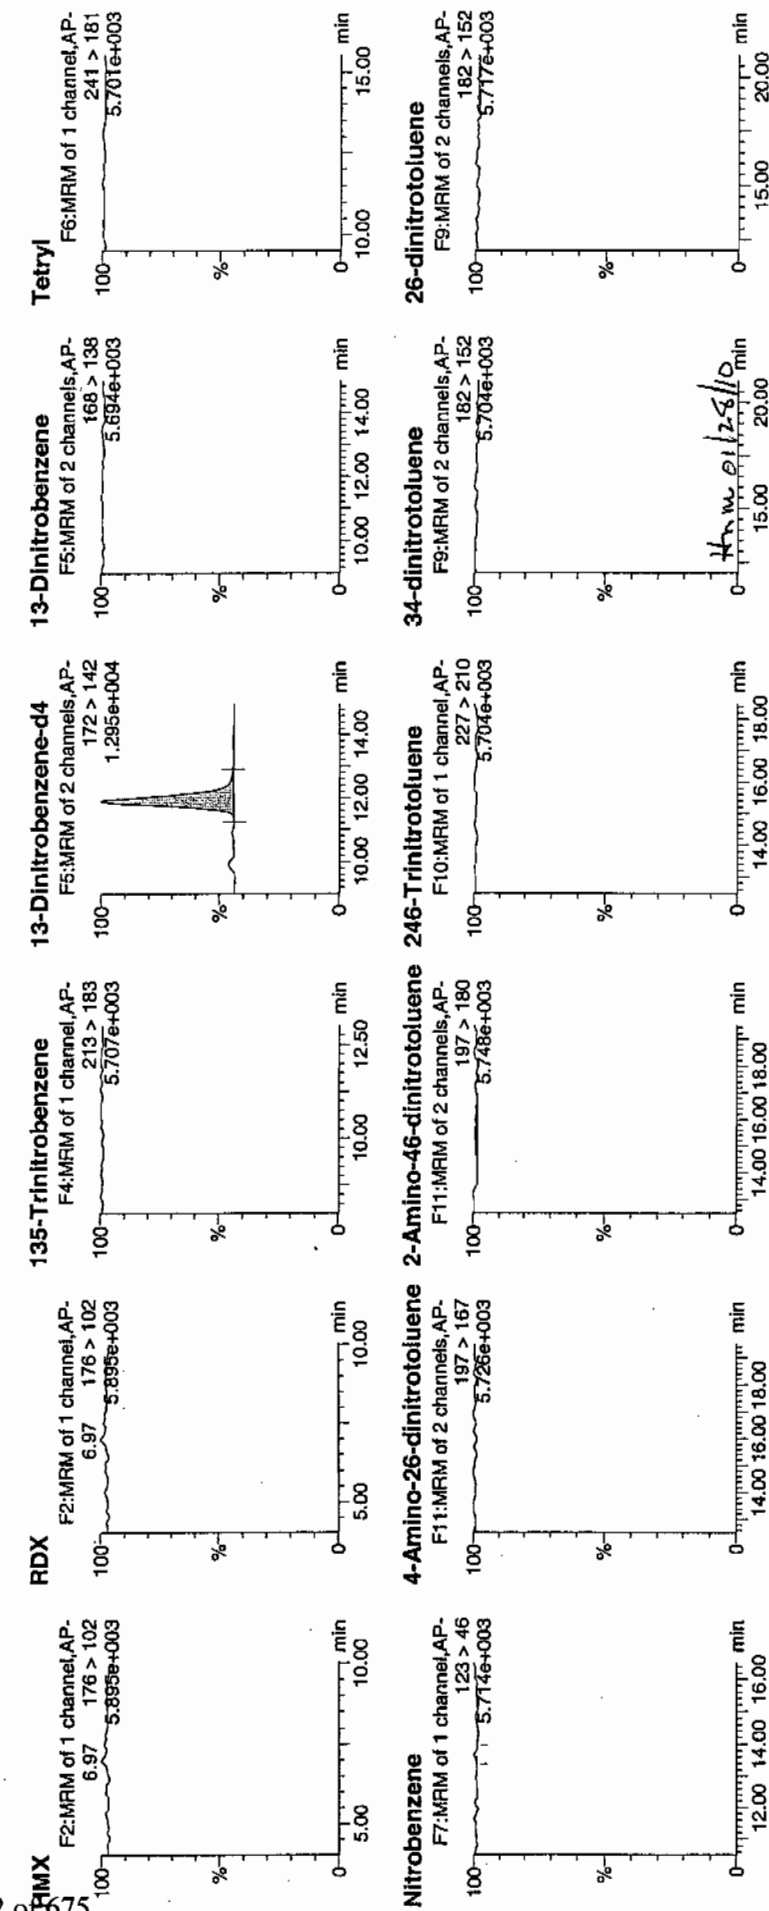 HMX
F2:MRM of 1 channel,AP-
6.97 176 > 102
5.895e+003
100
%
0
5.00 10.00 min
RDX
F2:MRM of 1 channel,AP-
6.97 176 > 102
5.895e+003
100
%
0
5.00 10.00 min
135-Trinitrobenzene
F4:MRM of 1 channel,AP-
213 > 183
5.707e+003
100
%
0
10.00 12.50 min
13-Dinitrobenzene-d4
F5:MRM of 2 channels,AP-
172 > 142
1.295e+004
100
%
0
10.00 12.00 14.00 min
13-Dinitrobenzene
F5:MRM of 2 channels,AP-
168 > 138
5.694e+003
100
%
0
10.00 12.00 14.00 min
Tetryl
F6:MRM of 1 channel,AP-
241 > 181
5.701e+003
100
%
0
10.00 15.00 min
Nitrobenzene
F7:MRM of 1 channel,AP-
123 > 46
5.714e+003
100
%
0
12.00 14.00 16.00 min
4-Amino-26-dinitrotoluene
F11:MRM of 2 channels,AP-
197 > 167
5.726e+003
100
%
0
14.00 16.00 18.00 min
2-Amino-46-dinitrotoluene
F11:MRM of 2 channels,AP-
197 > 180
5.748e+003
100
%
0
14.00 16.00 18.00 min
246-Trinitrotoluene
F10:MRM of 1 channel,AP-
227 > 210
5.704e+003
100
%
0
14.00 16.00 18.00 min
34-dinitrotoluene
F9:MRM of 2 channels,AP-
182 > 152
5.704e+003
100
%
0
Hnm 01/28/10
15.00 20.00 min
26-dinitrotoluene
F9:MRM of 2 channels,AP-
182 > 152
5.717e+003
100
%
0
15.00 20.00 min
of 675